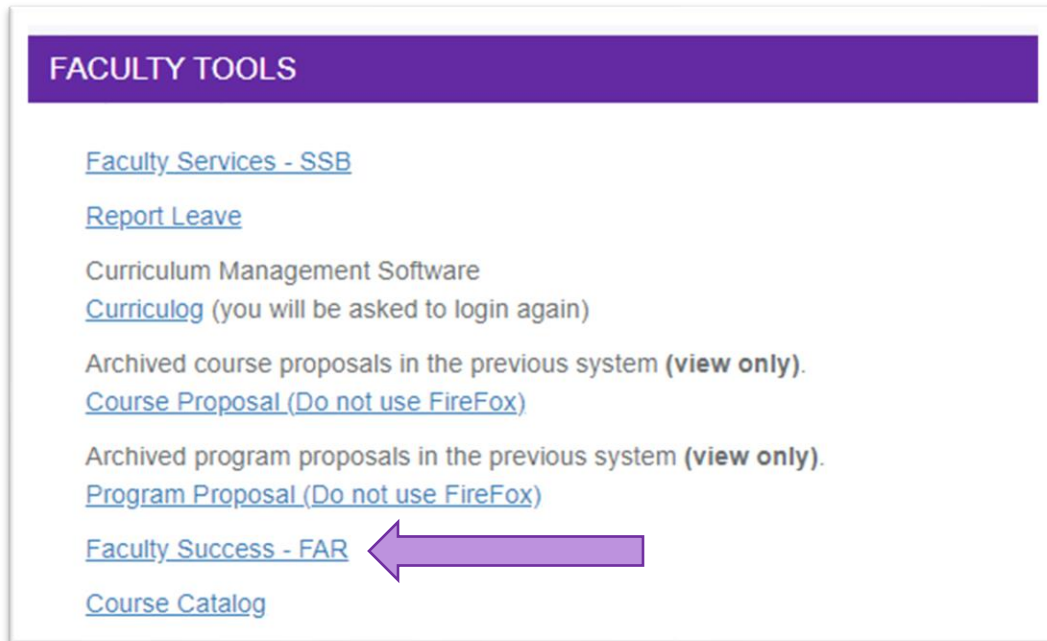 FACULTY TOOLS
Faculty Services - SSB
Report Leave
Curriculum Management Software
Curriculog (you will be asked to login again)
Archived course proposals in the previous system (view only).
Course Proposal (Do not use FireFox)
Archived program proposals in the previous system (view only).
Program Proposal (Do not use FireFox)
Faculty Success - FAR
Course Catalog